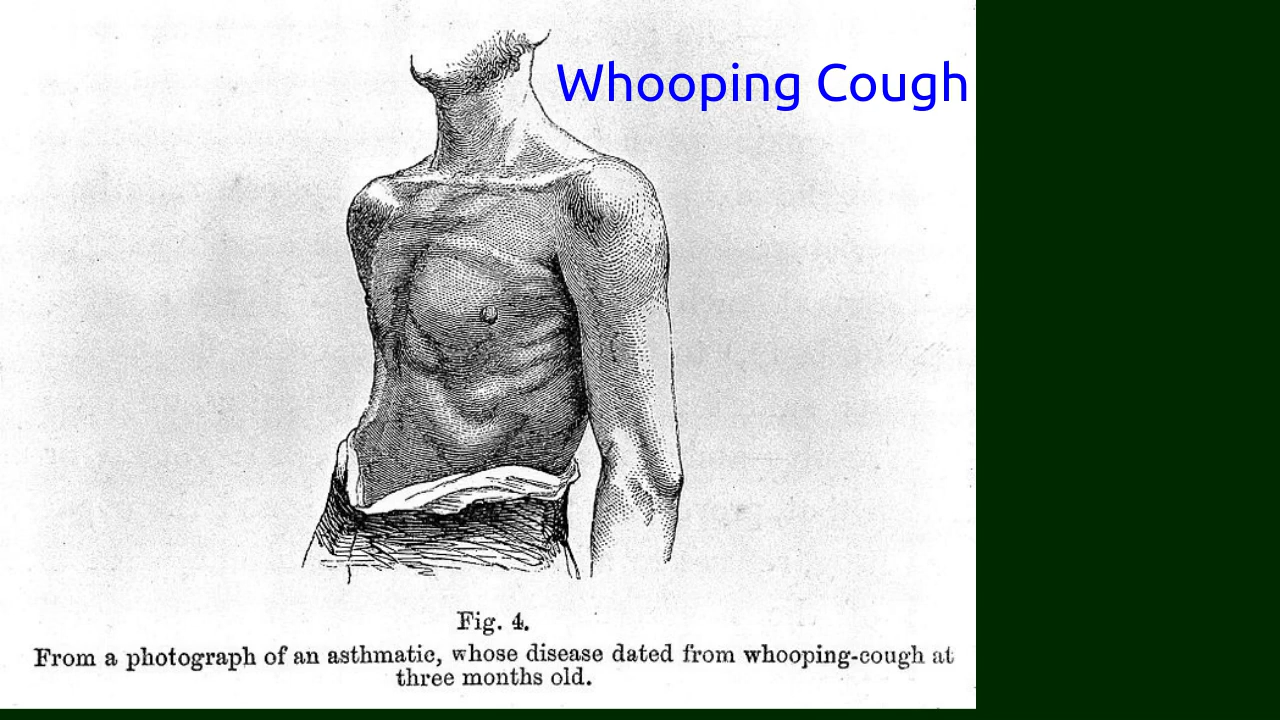 Whooping Cough
Fig. 4.
From a photograph of an asthmatic, whose disease dated from whooping-cough at
three months old.